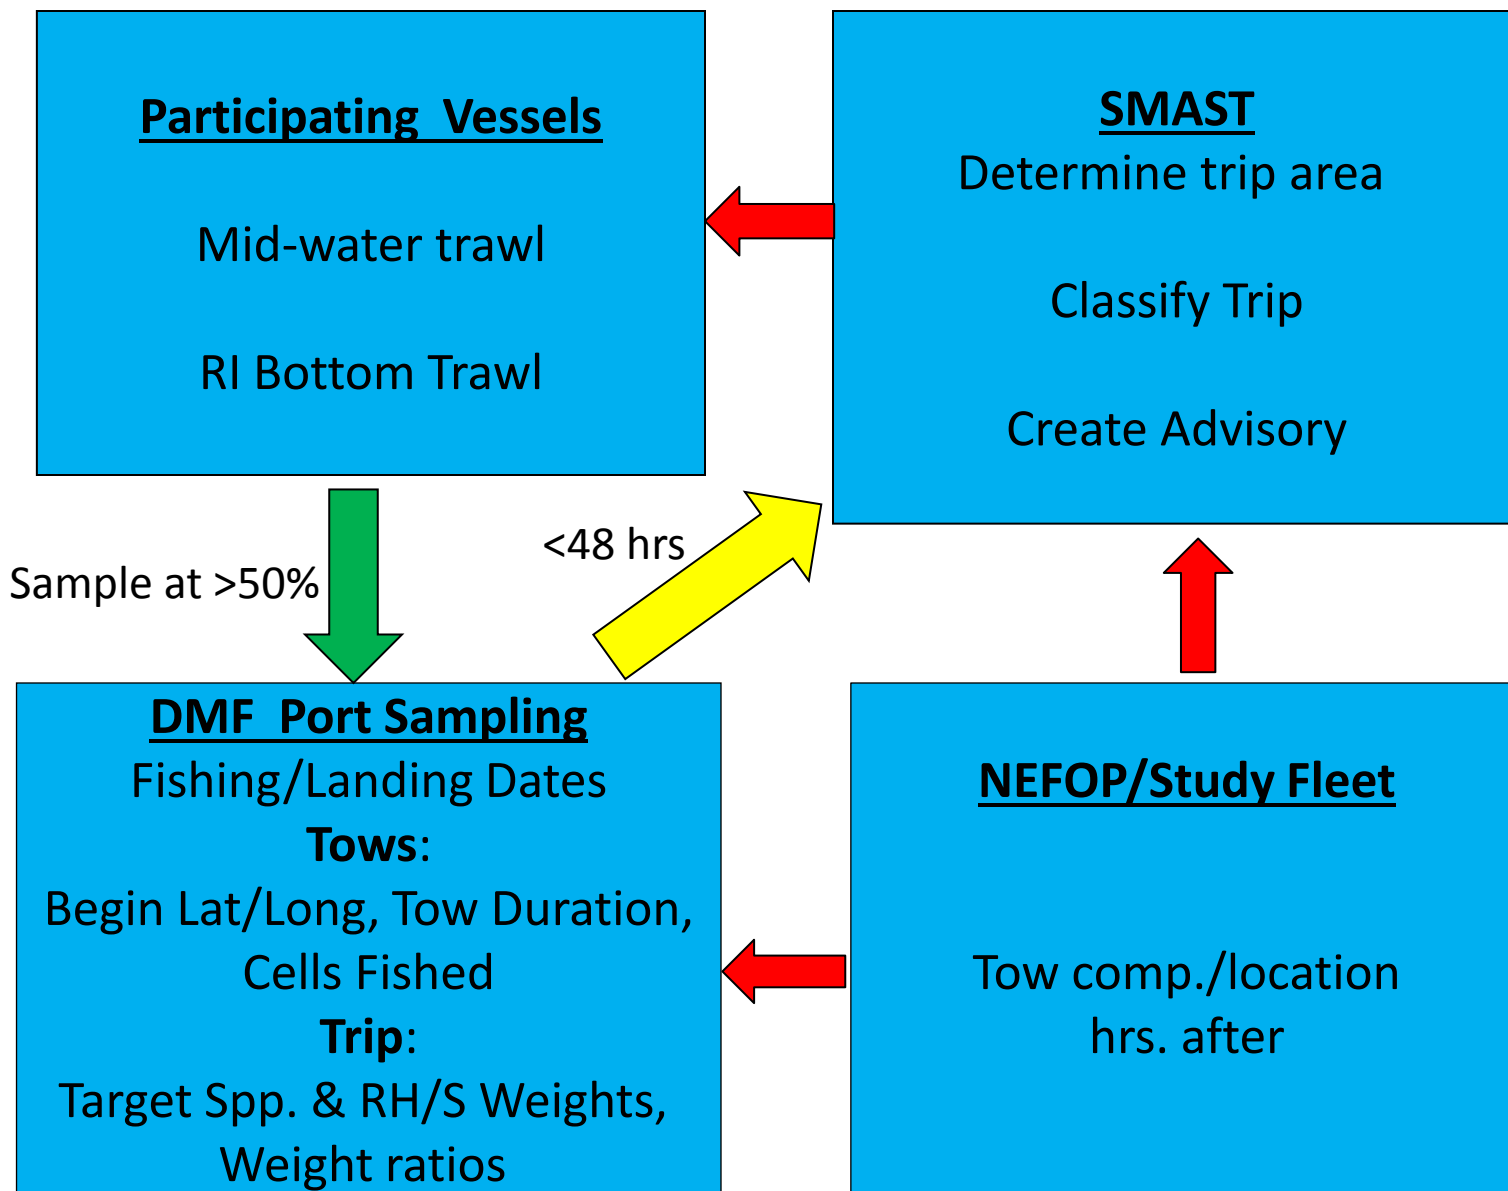 Participating Vessels
Mid-water trawl
RI Bottom Trawl
SMAST
Determine trip area
Classify Trip
Create Advisory
Sample at >50%
<48 hrs
DMF Port Sampling
Fishing/Landing Dates
Tows:
Begin Lat/Long, Tow Duration,
Cells Fished
Trip:
Target Spp. & RH/S Weights,
Weight ratios
NEFOP/Study Fleet
Tow comp./location
hrs. after